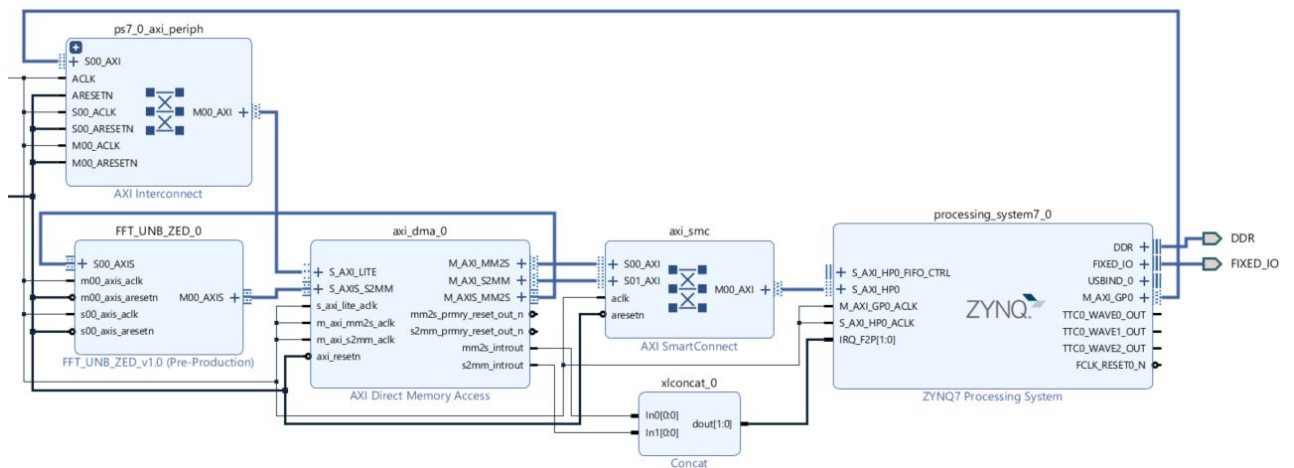 ps7_0_axi_periph
S00_AXI
ACLK
ARESETN
S00_ACLK
M00_AXI
S00_ARESETN
M00_ACLK
M00_ARESETN
AXI Interconnect
FFT_UNB_ZED_0
S00_AXIS
m00_axis_aclk
m00_axis_aresetn
M00_AXIS
s00_axis_aclk
s00_axis_aresetn
FFT_UNB_ZED_v1.0 (Pre-Production)
axi_dma_0
S_AXI_LITE
S_AXIS_S2MM
s_axi_lite_aclk
m_axi_mm2s_aclk
m_axi_s2mm_aclk
axi_resetn
M_AXI_MM2S
M_AXI_S2MM
M_AXIS_MM2S
mm2s_prmry_reset_out_n
s2mm_prmry_reset_out_n
mm2s_introut
s2mm_introut
AXI Direct Memory Access
axi_smc
S00_AXI
S01_AXI
M00_AXI
aclk
aresetn
AXI SmartConnect
xlconcat_0
In0[0:0]
In1[0:0]
dout[1:0]
Concat
processing_system7_0
S_AXI_HP0_FIFO_CTRL
S_AXI_HP0
M_AXI_GP0_ACLK
S_AXI_HP0_ACLK
IRQ_F2P[1:0]
ZYNQ
DDR
FIXED_IO
USBIND_0
M_AXI_GP0
TTC0_WAVE0_OUT
TTC0_WAVE1_OUT
TTC0_WAVE2_OUT
FCLK_RESET0_N
ZYNQ7 Processing System
DDR
FIXED_IO